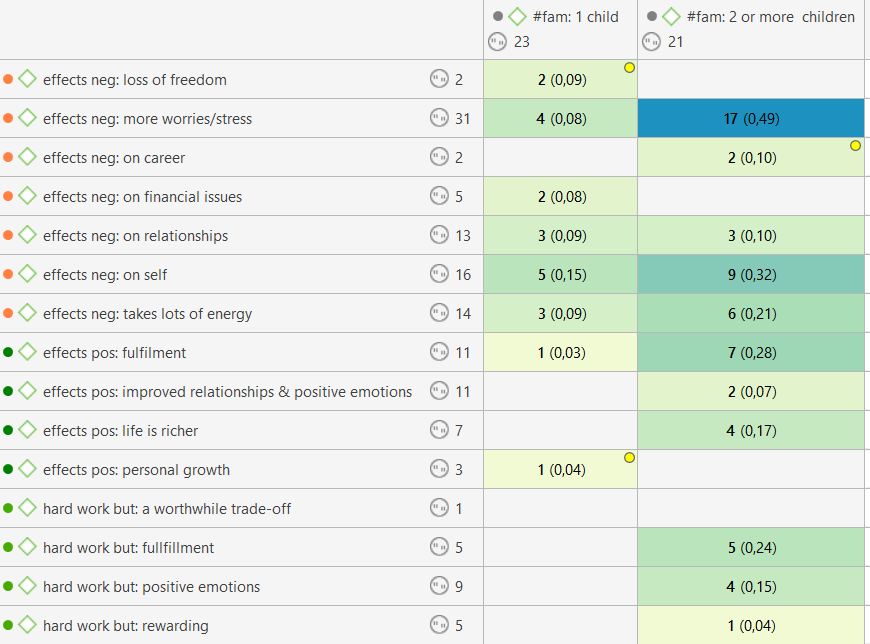 #fam: 1 child #fam: 2 or more children
23 21
effects neg: loss of freedom 2 2 (0,09)
effects neg: more worries/stress 31 4 (0,08) 17 (0,49)
effects neg: on career 2 2 (0,10)
effects neg: on financial issues 5 2 (0,08)
effects neg: on relationships 13 3 (0,09) 3 (0,10)
effects neg: on self 16 5 (0,15) 9 (0,32)
effects neg: takes lots of energy 14 3 (0,09) 6 (0,21)
effects pos: fulfilment 11 1 (0,03) 7 (0,28)
effects pos: improved relationships & positive emotions 11 2 (0,07)
effects pos: life is richer 7 4 (0,17)
effects pos: personal growth 3 1 (0,04)
hard work but: a worthwhile trade-off 1
hard work but: fullfillment 5 5 (0,24)
hard work but: positive emotions 9 4 (0,15)
hard work but: rewarding 5 1 (0,04)